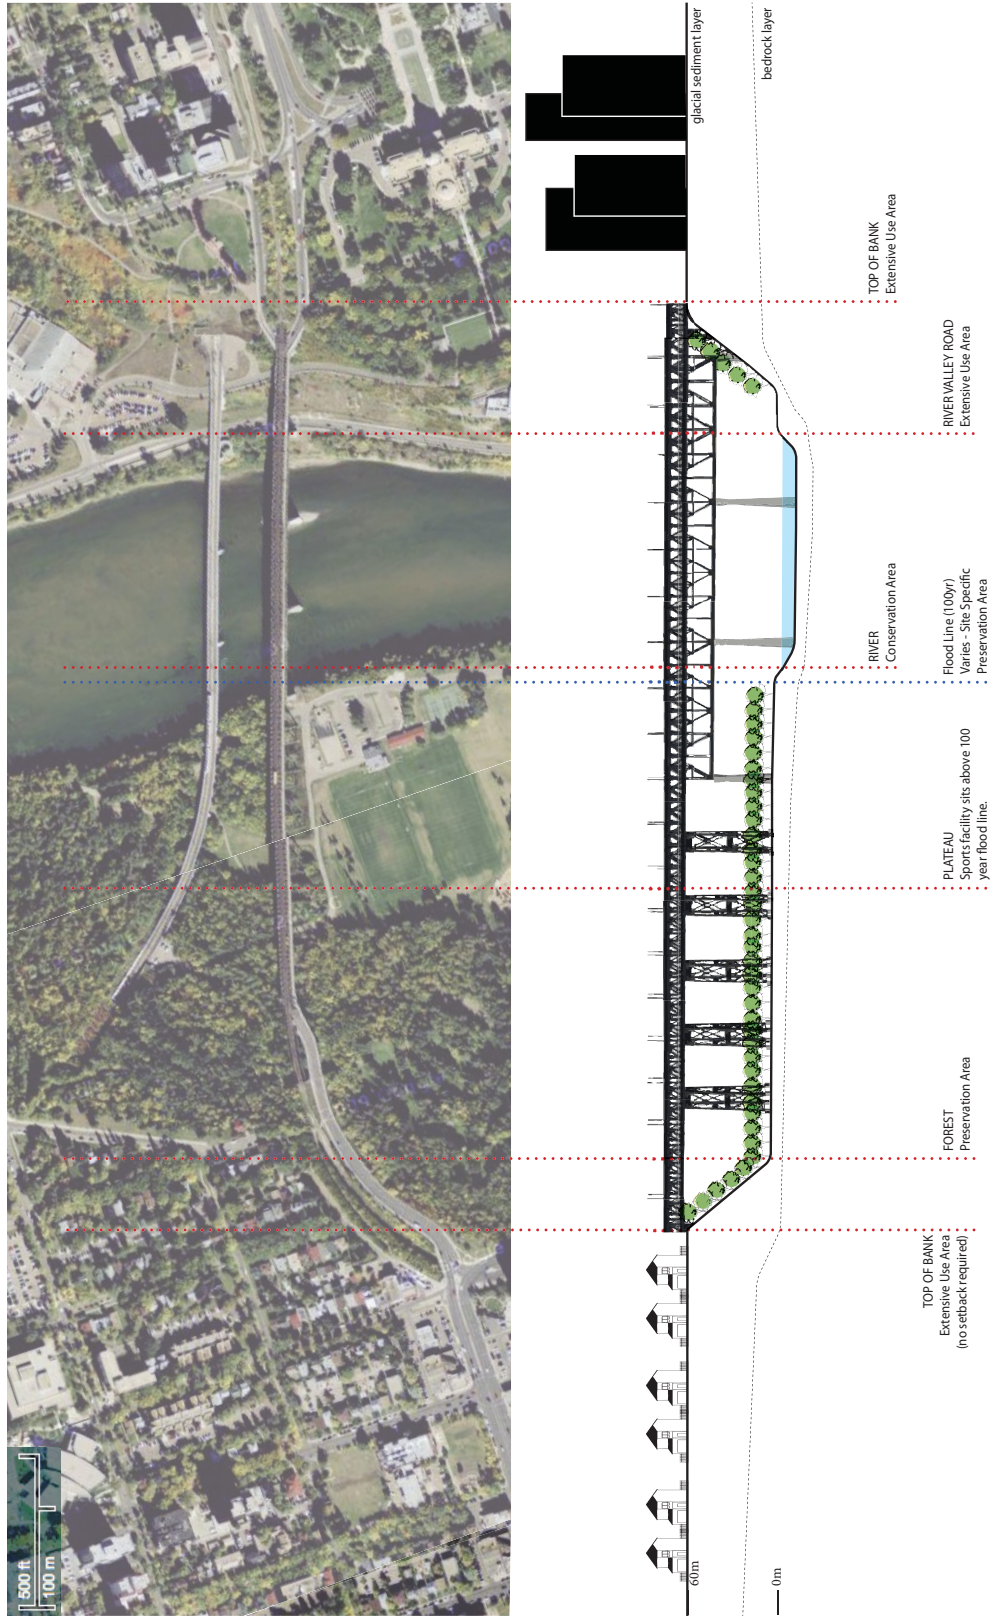 500 ft
100 m
60m
0m
TOP OF BANK
Extensive Use Area
(no setback required)
FOREST
Preservation Area
PLATEAU
Sports facility sits above 100
year flood line.
Flood Line (100yr)
Varies - Site Specific
Preservation Area
RIVER
Conservation Area
RIVER VALLEY ROAD
Extensive Use Area
TOP OF BANK
Extensive Use Area
glacial sediment layer
bedrock layer